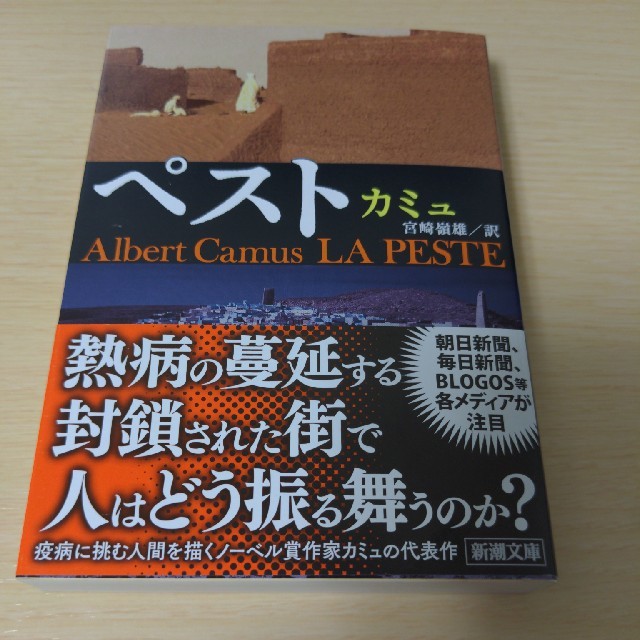 ペスト カミュ
宮崎嶺雄/訳
Albert Camus LA PESTE
朝日新聞、
毎日新聞、
BLOGOS等
各メディアが
注目
熱病の蔓延する
封鎖された街で
人はどう振る舞うのか?
疫病に挑む人間を描くノーベル賞作家カミュの代表作
新潮文庫